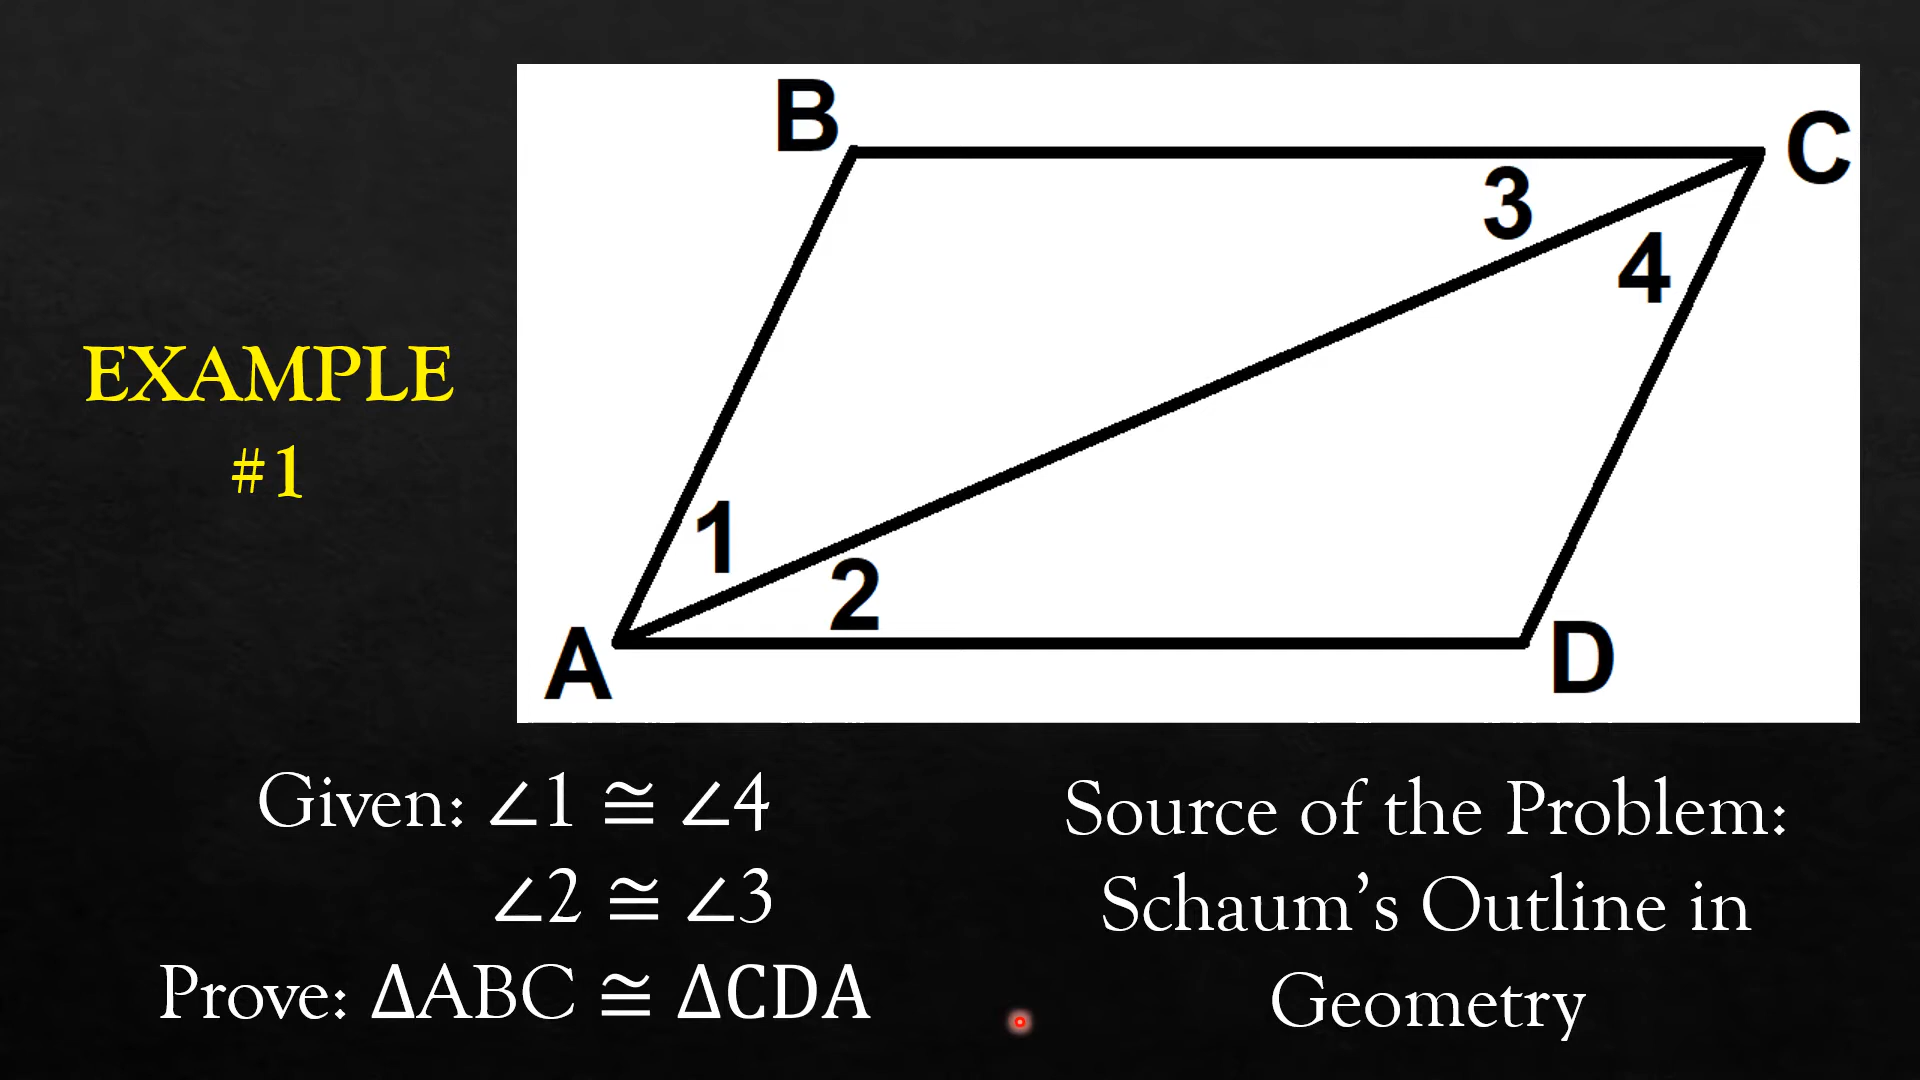 EXAMPLE
#1
B
C
3
4
1
2
A
D
Given: ∠1 ≅ ∠4
∠2 ≅ ∠3
Prove: ΔABC ≅ ΔCDA
Source of the Problem:
Schaum’s Outline in
Geometry